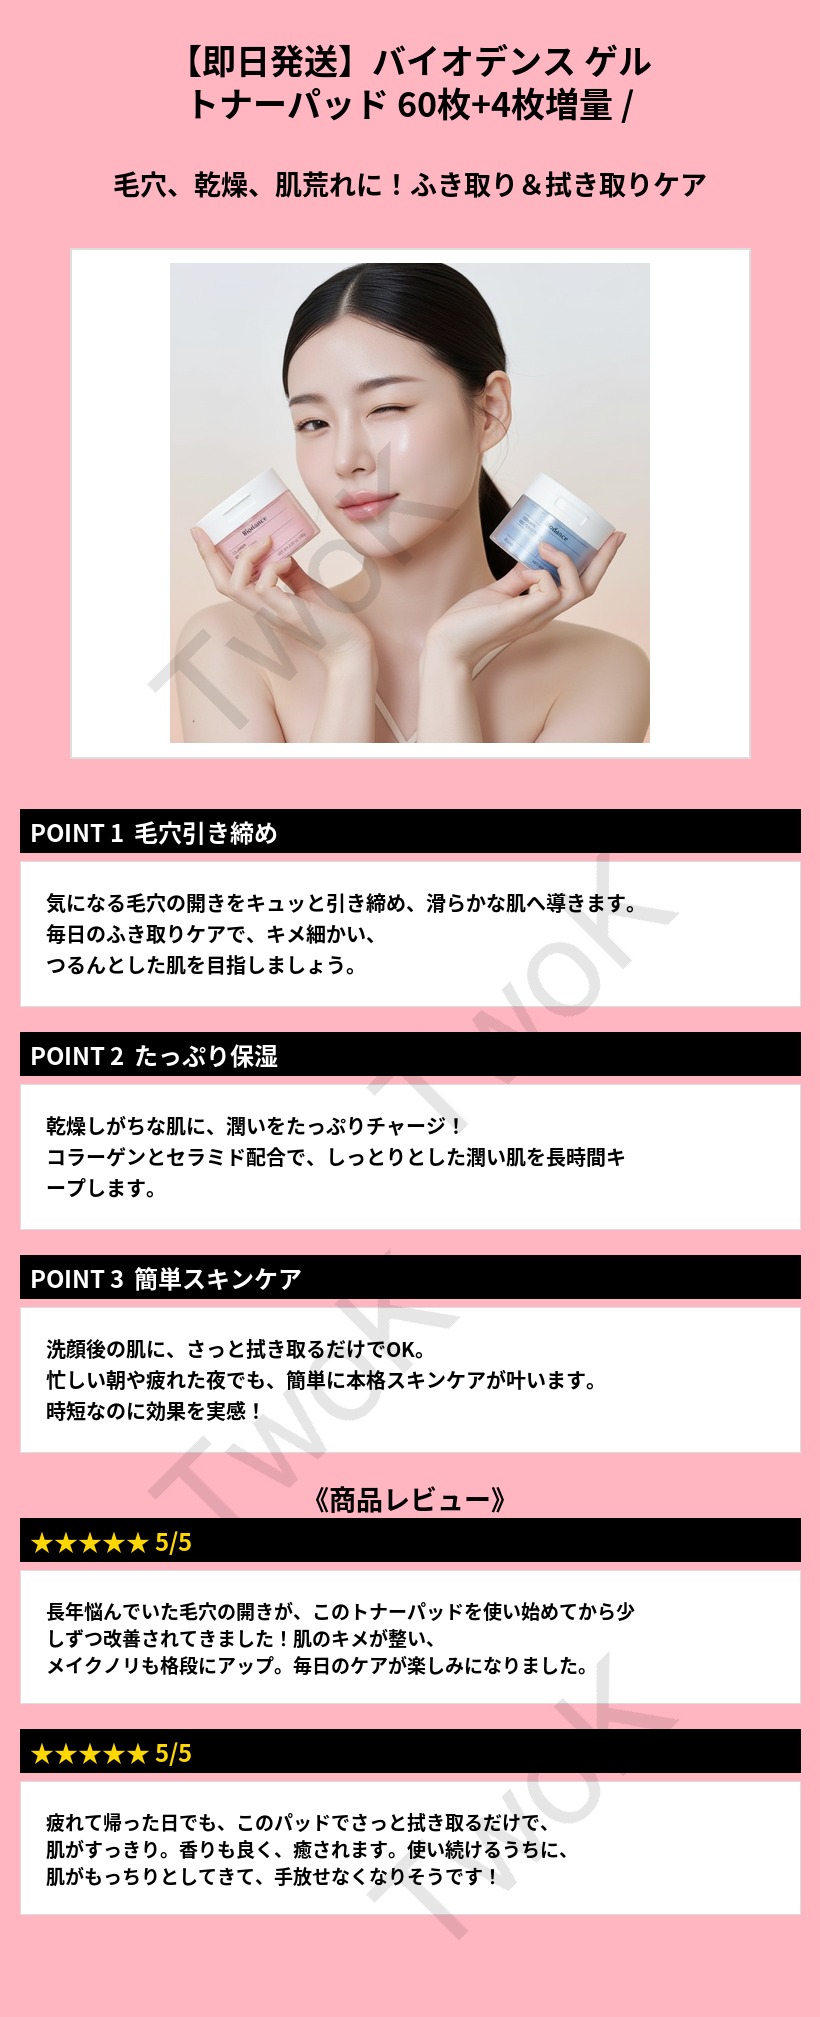 【即日発送】バイオデンス ゲル
トナーパッド 60枚+4枚増量 /
毛穴、乾燥、肌荒れに！ふき取り＆拭き取りケア
Biodance
Biodance
TwoK
POINT 1 毛穴引き締め
気になる毛穴の開きをキュッと引き締め、滑らかな肌へ導きます。
毎日のふき取りケアで、キメ細かい、
つるんとした肌を目指しましょう。
TwoK
POINT 2 たっぷり保湿
乾燥しがちな肌に、潤いをたっぷりチャージ！
コラーゲンとセラミド配合で、しっとりとした潤い肌を長時間キ
ープします。
POINT 3 簡単スキンケア
洗顔後の肌に、さっと拭き取るだけでOK。
忙しい朝や疲れた夜でも、簡単に本格スキンケアが叶います。
時短なのに効果を実感！
TwoK
《商品レビュー》
★★★★★ 5/5
長年悩んでいた毛穴の開きが、このトナーパッドを使い始めてから少
しずつ改善されてきました！肌のキメが整い、
メイクノリも格段にアップ。毎日のケアが楽しみになりました。
★★★★★ 5/5
疲れて帰った日でも、このパッドでさっと拭き取るだけで、
肌がすっきり。香りも良く、癒されます。使い続けるうちに、
肌がもっちりとしてきて、手放せなくなりそうです！
TwoK